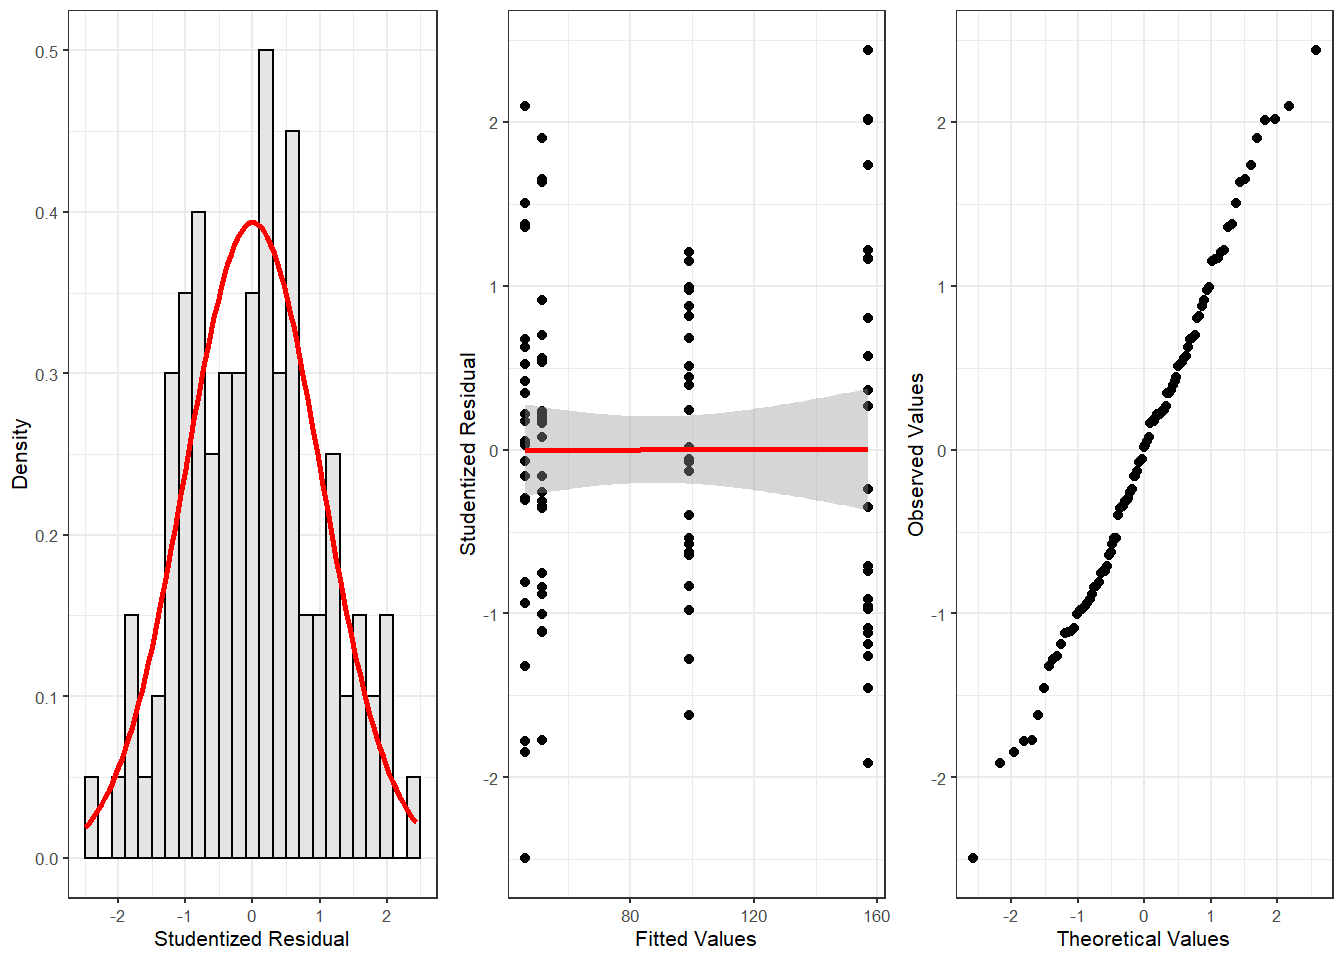 0.5
0.4
0.3
0.2
0.1
0.0
Density
-2 -1 0 1 2
Studentized Residual
2
1
0
-1
-2
Studentized Residual
80 120 160
Fitted Values
2
1
0
-1
-2
Observed Values
-2 -1 0 1 2
Theoretical Values